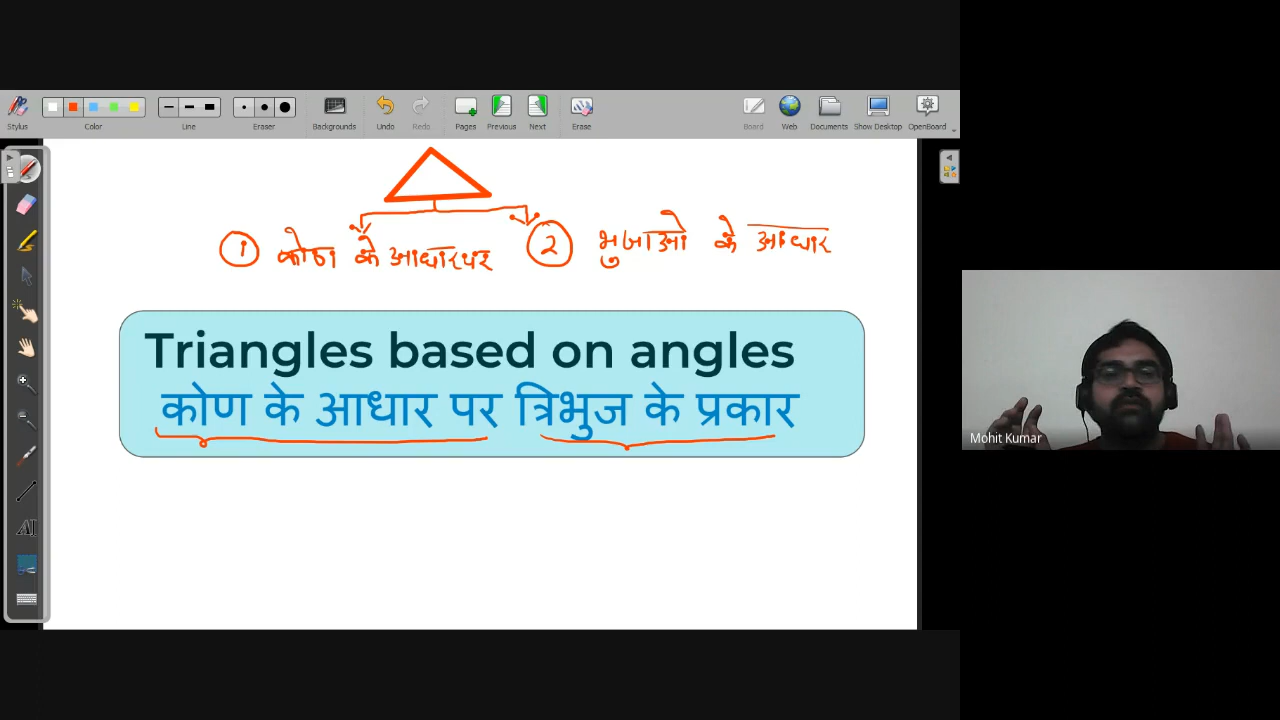 Stylus
Color
Line
Eraser
Backgrounds
Undo
Redo
Pages
Previous
Next
Erase
Board
Web
Documents
Show Desktop
OpenBoard
1 कोण के आधार पर
2 भुजाओ के आधार
Triangles based on angles
कोण के आधार पर त्रिभुज के प्रकार
AI
Mohit Kumar